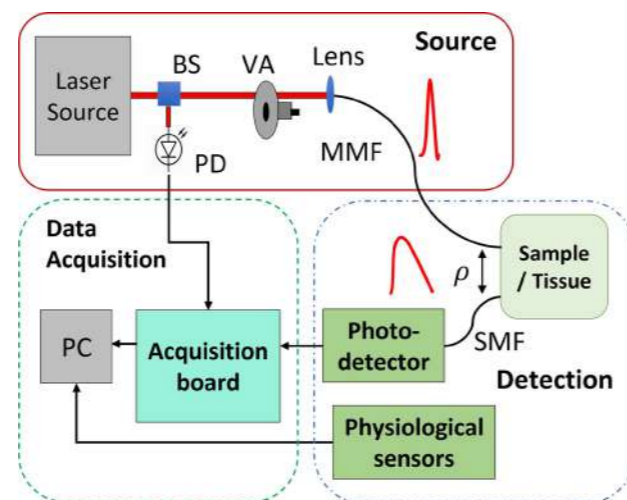 Source
Laser
Source
BS
VA
Lens
PD
MMF
Data
Acquisition
PC
Acquisition
board
Photo-
detector
Physiological
sensors
ρ
Sample
/ Tissue
SMF
Detection